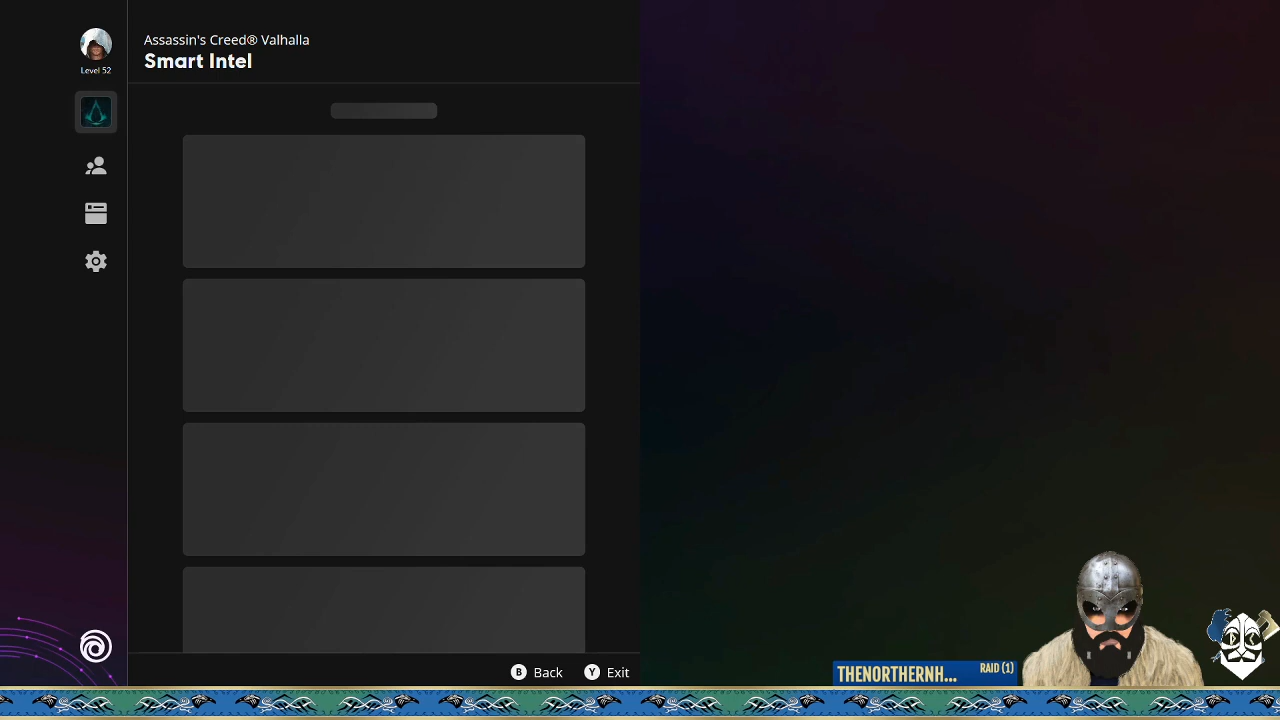 Assassin's Creed® Valhalla
Smart Intel
Level 52
B Back
Y Exit
THENORTHERNH...
RAID (1)